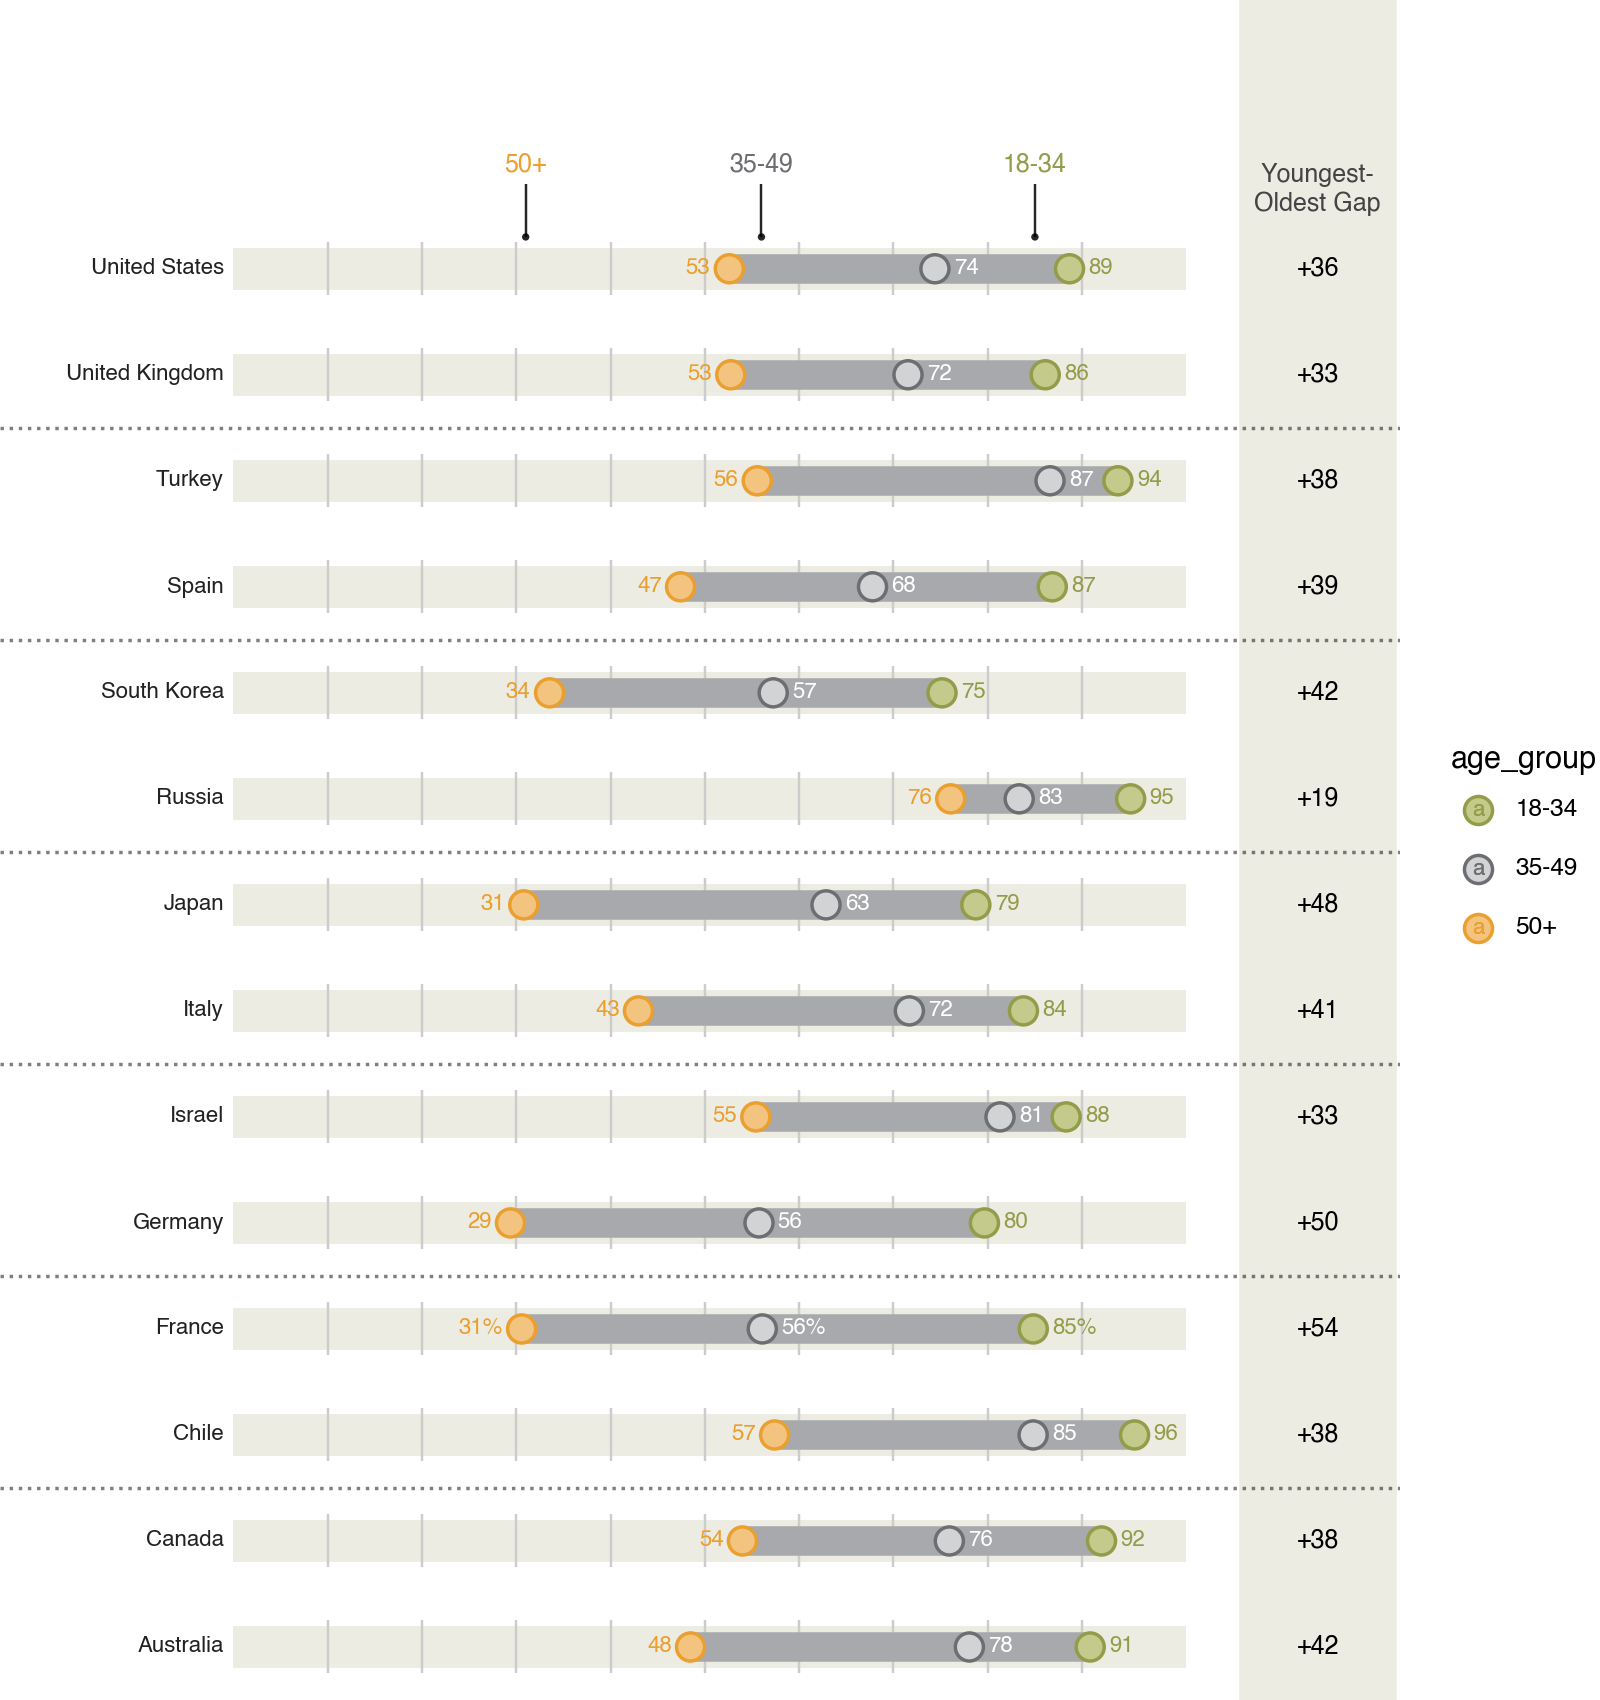 50+ 35-49 18-34
Youngest-
Oldest Gap
United States 53 74 89 +36
United Kingdom 53 72 86 +33
Turkey 56 87 94 +38
Spain 47 68 87 +39
South Korea 34 57 75 +42
Russia 76 83 95 +19
Japan 31 63 79 +48
Italy 43 72 84 +41
Israel 55 81 88 +33
Germany 29 56 80 +50
France 31% 56% 85% +54
Chile 57 85 96 +38
Canada 54 76 92 +38
Australia 48 78 91 +42
age_group
a 18-34
a 35-49
a 50+